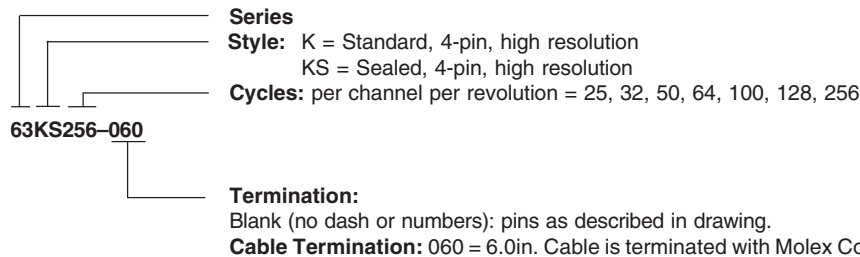 Series
Style: K = Standard, 4-pin, high resolution
KS = Sealed, 4-pin, high resolution
Cycles: per channel per revolution = 25, 32, 50, 64, 100, 128, 256
63KS256–060
Termination:
Blank (no dash or numbers): pins as described in drawing.
Cable Termination: 060 = 6.0in. Cable is terminated with Molex